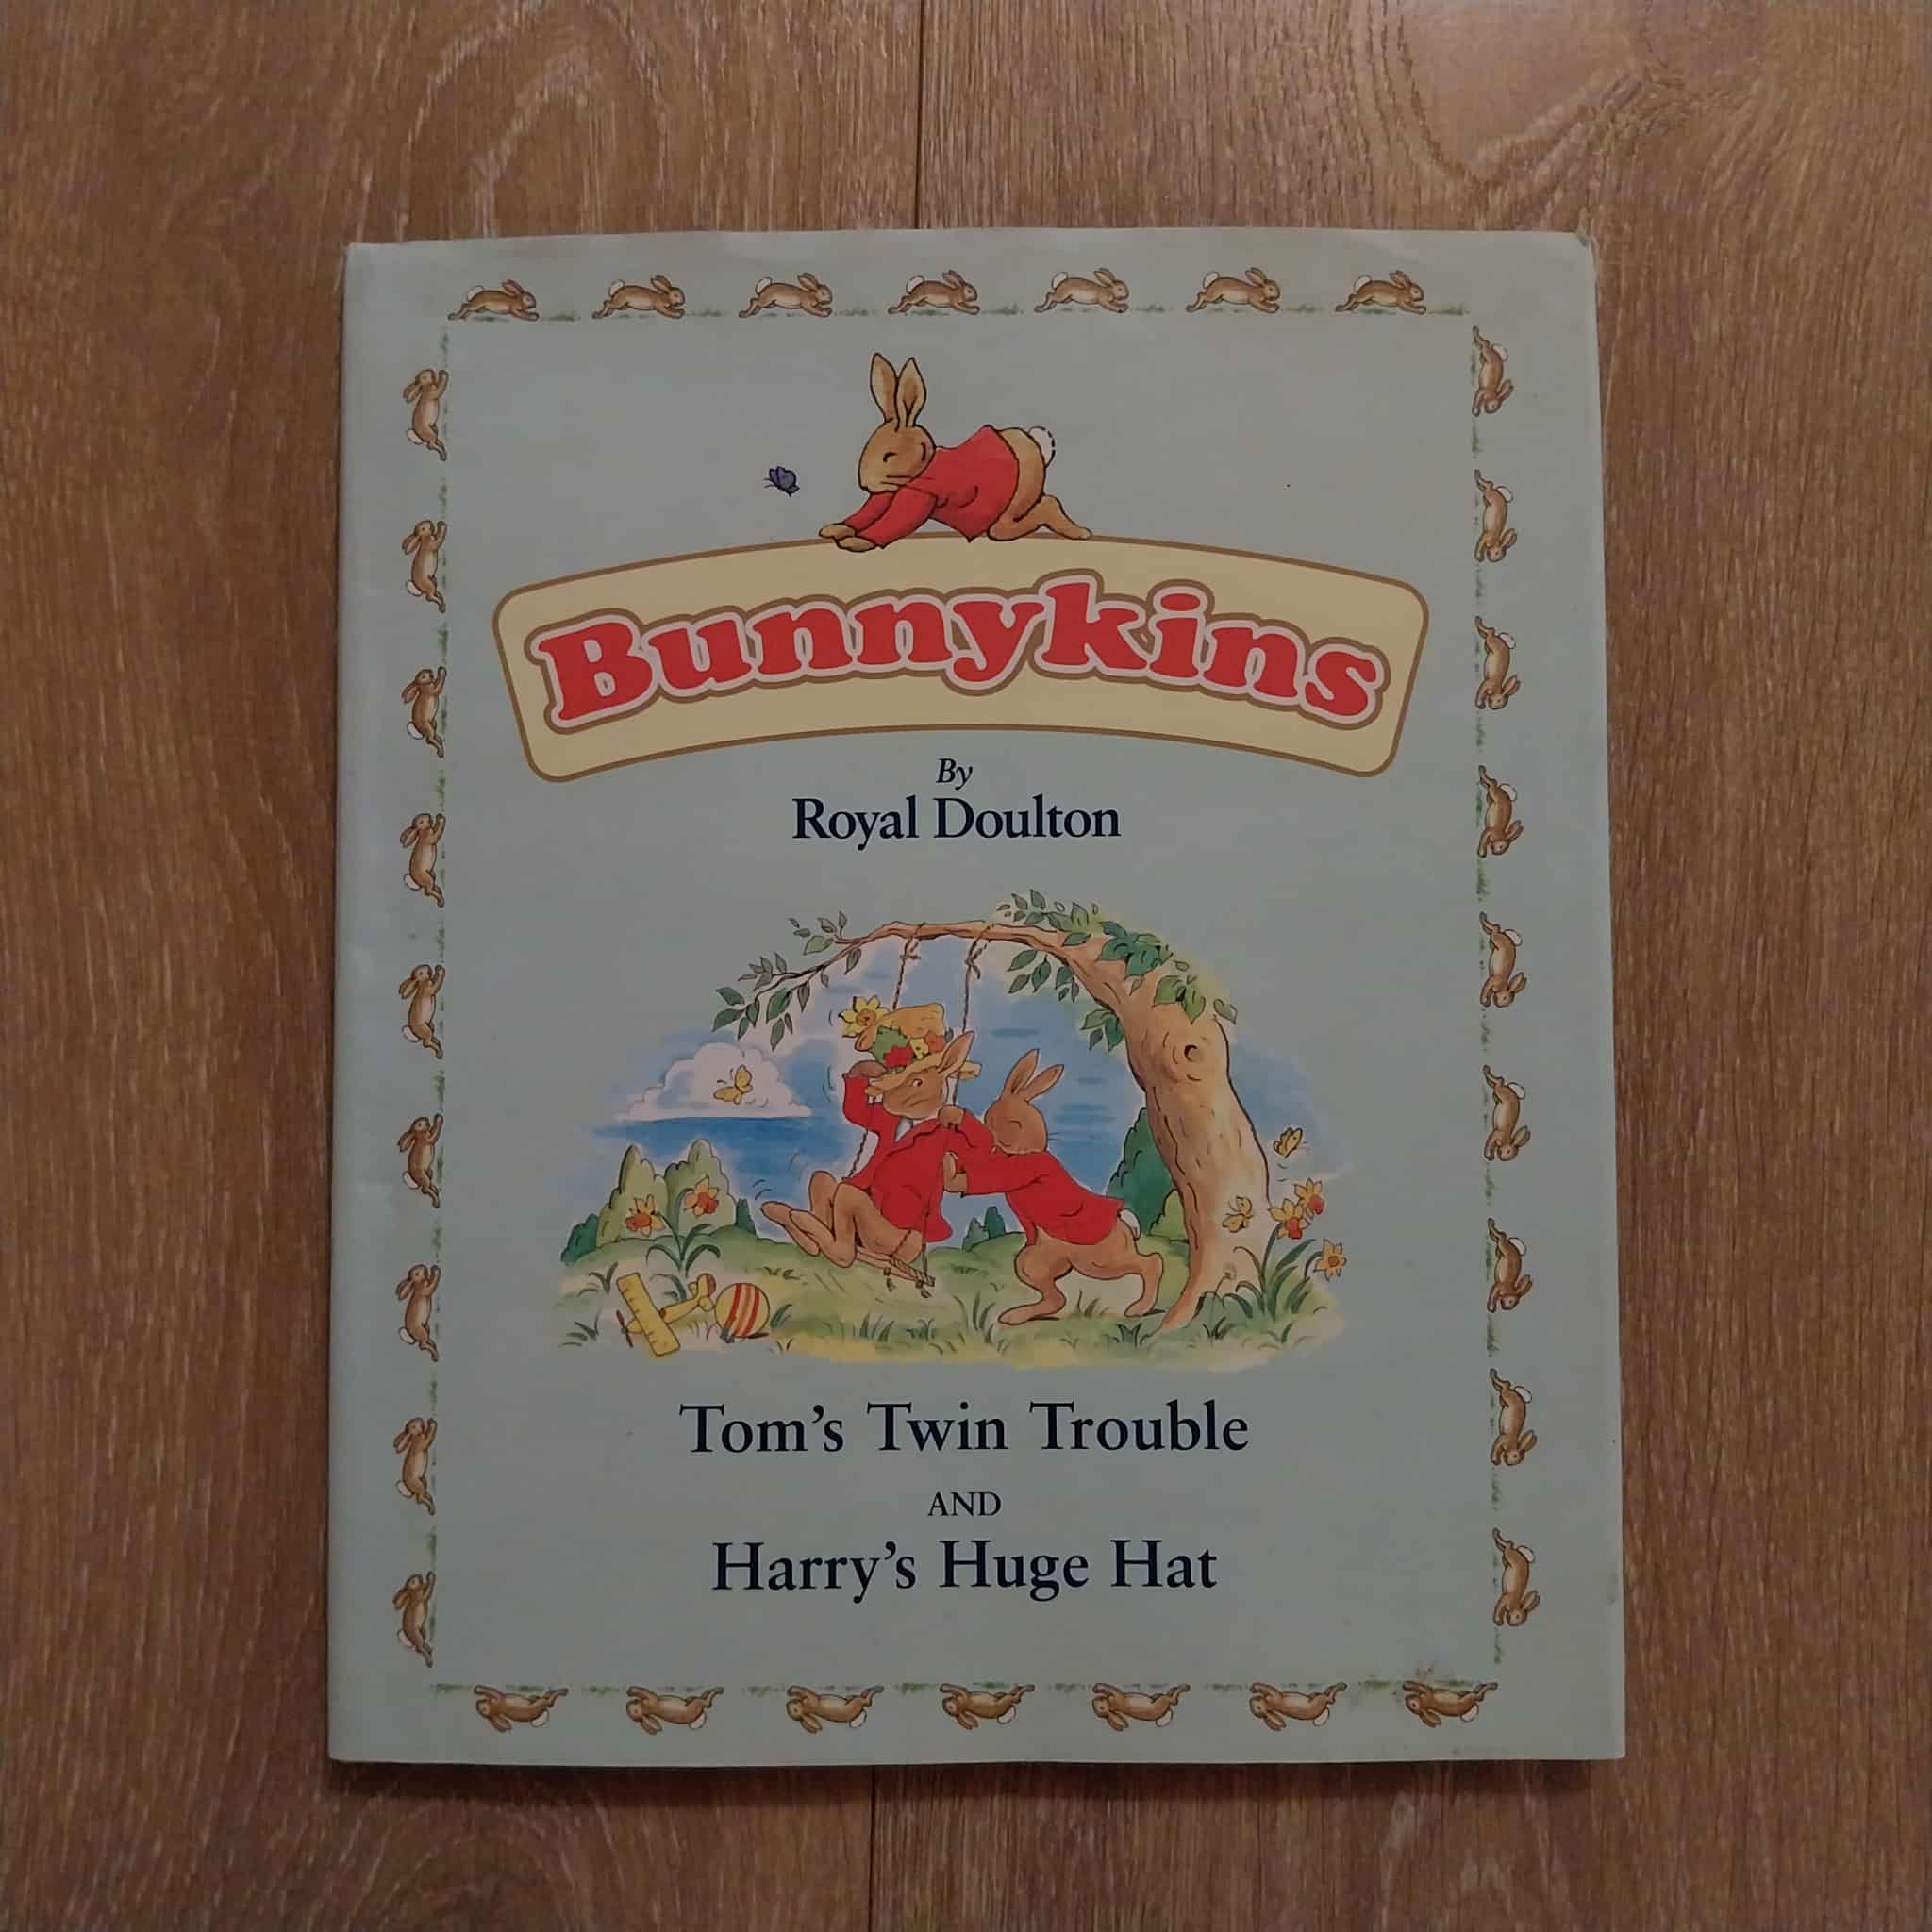 Bunnykins
By
Royal Doulton
Tom’s Twin Trouble
AND
Harry’s Huge Hat